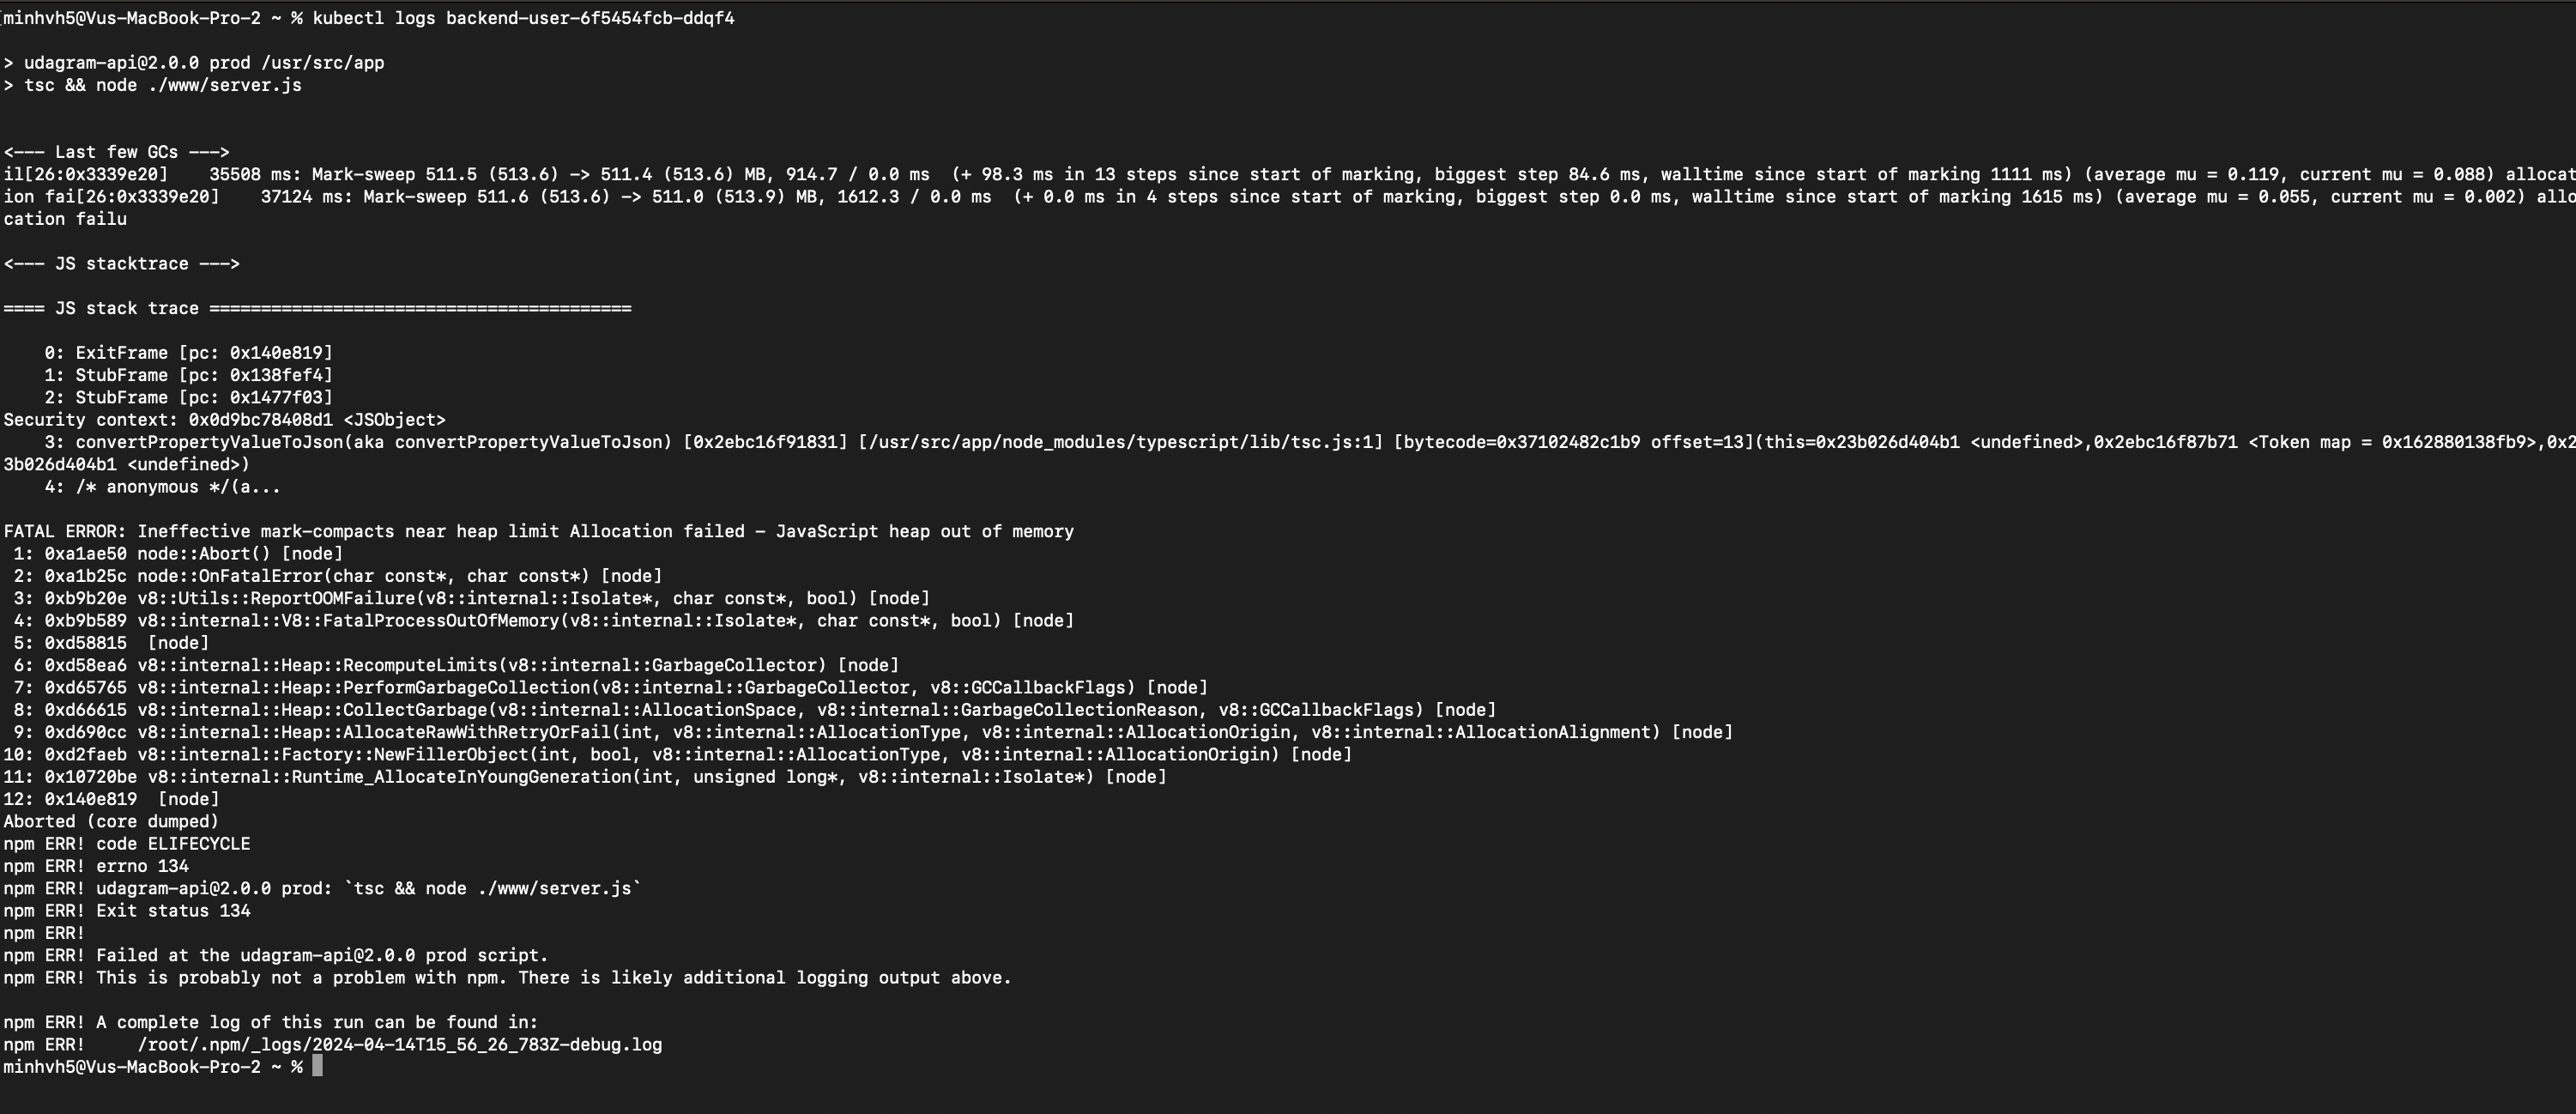 minhvh5@Vus-MacBook-Pro-2 ~ % kubectl logs backend-user-6f5454fcb-ddqf4
> udagram-api@2.0.0 prod /usr/src/app
> tsc && node ./www/server.js
<--- Last few GCs --->
il[26:0x3339e20]    35508 ms: Mark-sweep 511.5 (513.6) -> 511.4 (513.6) MB, 914.7 / 0.0 ms  (+ 98.3 ms in 13 steps since start of marking, biggest step 84.6 ms, walltime since start of marking 1111 ms) (average mu = 0.119, current mu = 0.088) allocat
ion fai[26:0x3339e20]    37124 ms: Mark-sweep 511.6 (513.6) -> 511.0 (513.9) MB, 1612.3 / 0.0 ms  (+ 0.0 ms in 4 steps since start of marking, biggest step 0.0 ms, walltime since start of marking 1615 ms) (average mu = 0.055, current mu = 0.002) allo
cation failu
<--- JS stacktrace --->
==== JS stack trace =========================================
    0: ExitFrame [pc: 0x140e819]
    1: StubFrame [pc: 0x138fef4]
    2: StubFrame [pc: 0x1477f03]
Security context: 0x0d9bc78408d1 <JSObject>
    3: convertPropertyValueToJson(aka convertPropertyValueToJson) [0x2ebc16f91831] [/usr/src/app/node_modules/typescript/lib/tsc.js:1] [bytecode=0x37102482c1b9 offset=13](this=0x23b026d404b1 <undefined>,0x2ebc16f87b71 <Token map = 0x162880138fb9>,0x2
3b026d404b1 <undefined>)
    4: /* anonymous */(a...
FATAL ERROR: Ineffective mark-compacts near heap limit Allocation failed - JavaScript heap out of memory
 1: 0xa1ae50 node::Abort() [node]
 2: 0xa1b25c node::OnFatalError(char const*, char const*) [node]
 3: 0xb9b20e v8::Utils::ReportOOMFailure(v8::internal::Isolate*, char const*, bool) [node]
 4: 0xb9b589 v8::internal::V8::FatalProcessOutOfMemory(v8::internal::Isolate*, char const*, bool) [node]
 5: 0xd58815  [node]
 6: 0xd58ea6 v8::internal::Heap::RecomputeLimits(v8::internal::GarbageCollector) [node]
 7: 0xd65765 v8::internal::Heap::PerformGarbageCollection(v8::internal::GarbageCollector, v8::GCCallbackFlags) [node]
 8: 0xd66615 v8::internal::Heap::CollectGarbage(v8::internal::AllocationSpace, v8::internal::GarbageCollectionReason, v8::GCCallbackFlags) [node]
 9: 0xd690cc v8::internal::Heap::AllocateRawWithRetryOrFail(int, v8::internal::AllocationType, v8::internal::AllocationOrigin, v8::internal::AllocationAlignment) [node]
10: 0xd2faeb v8::internal::Factory::NewFillerObject(int, bool, v8::internal::AllocationType, v8::internal::AllocationOrigin) [node]
11: 0x10720be v8::internal::Runtime_AllocateInYoungGeneration(int, unsigned long*, v8::internal::Isolate*) [node]
12: 0x140e819  [node]
Aborted (core dumped)
npm ERR! code ELIFECYCLE
npm ERR! errno 134
npm ERR! udagram-api@2.0.0 prod: `tsc && node ./www/server.js`
npm ERR! Exit status 134
npm ERR!
npm ERR! Failed at the udagram-api@2.0.0 prod script.
npm ERR! This is probably not a problem with npm. There is likely additional logging output above.
npm ERR! A complete log of this run can be found in:
npm ERR!     /root/.npm/_logs/2024-04-14T15_56_26_783Z-debug.log
minhvh5@Vus-MacBook-Pro-2 ~ %